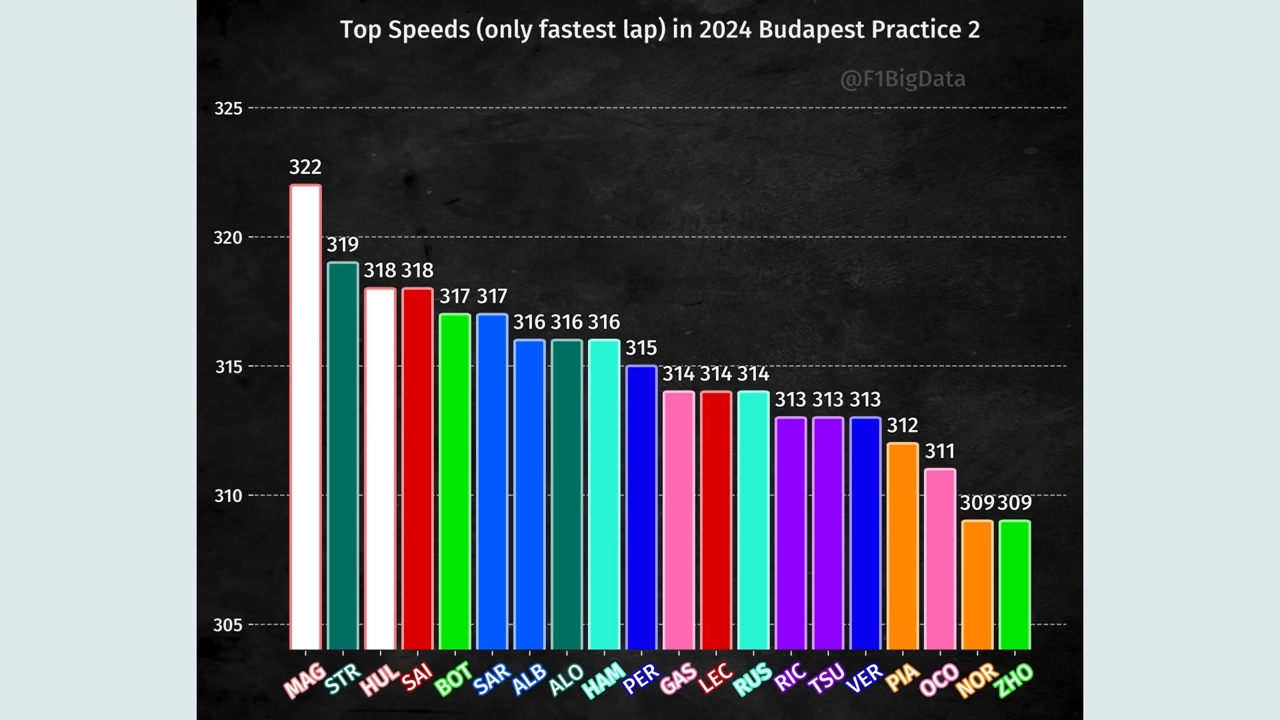 Top Speeds (only fastest lap) in 2024 Budapest Practice 2
@F1BigData
325
322
320
319
318 318
317 317
316 316 316
315
315
314 314 314
313 313 313
312
311
310
309 309
305
MAG STR HUL SAI BOT SAR ALB ALO HAM PER GAS LEC RUS RIC TSU VER PIA OCO NOR ZHO